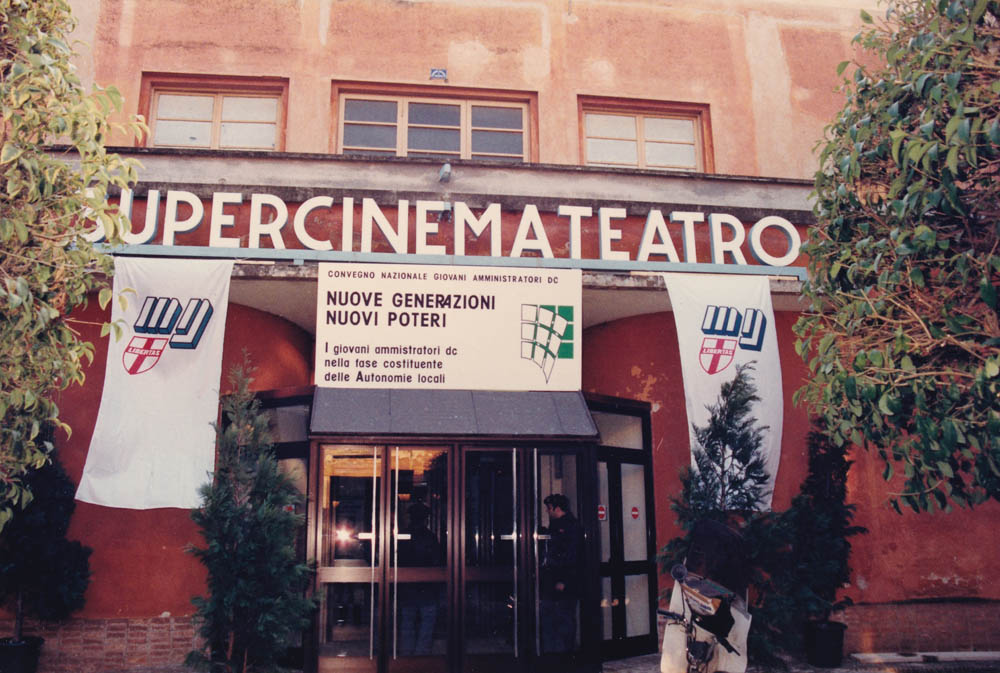 SUPERCINEMATEATRO
CONVEGNO NAZIONALE GIOVANI AMMINISTRATORI DC
NUOVE GENERAZIONI
NUOVI POTERI
I giovani ammistratori dc
nella fase costituente
delle Autonomie locali
LIBERTAS
LIBERTAS